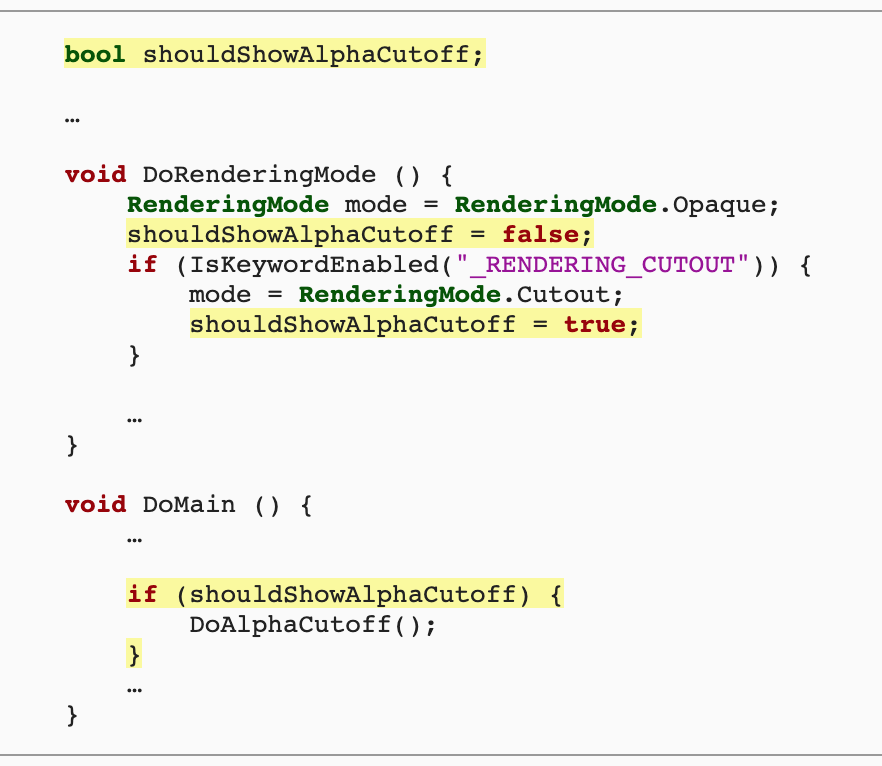 bool shouldShowAlphaCutoff;
…
void DoRenderingMode () {
RenderingMode mode = RenderingMode.Opaque;
shouldShowAlphaCutoff = false;
if (IsKeywordEnabled("_RENDERING_CUTOUT")) {
mode = RenderingMode.Cutout;
shouldShowAlphaCutoff = true;
}
…
}
void DoMain () {
…
if (shouldShowAlphaCutoff) {
DoAlphaCutoff();
}
…
}